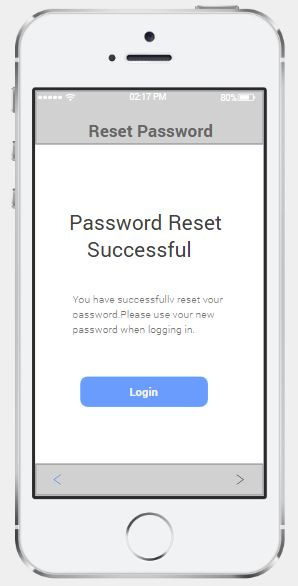 02:17 PM
80%
Reset Password
Password Reset
Successful
You have successfully reset your
password.Please use your new
password when logging in.
Login
< >